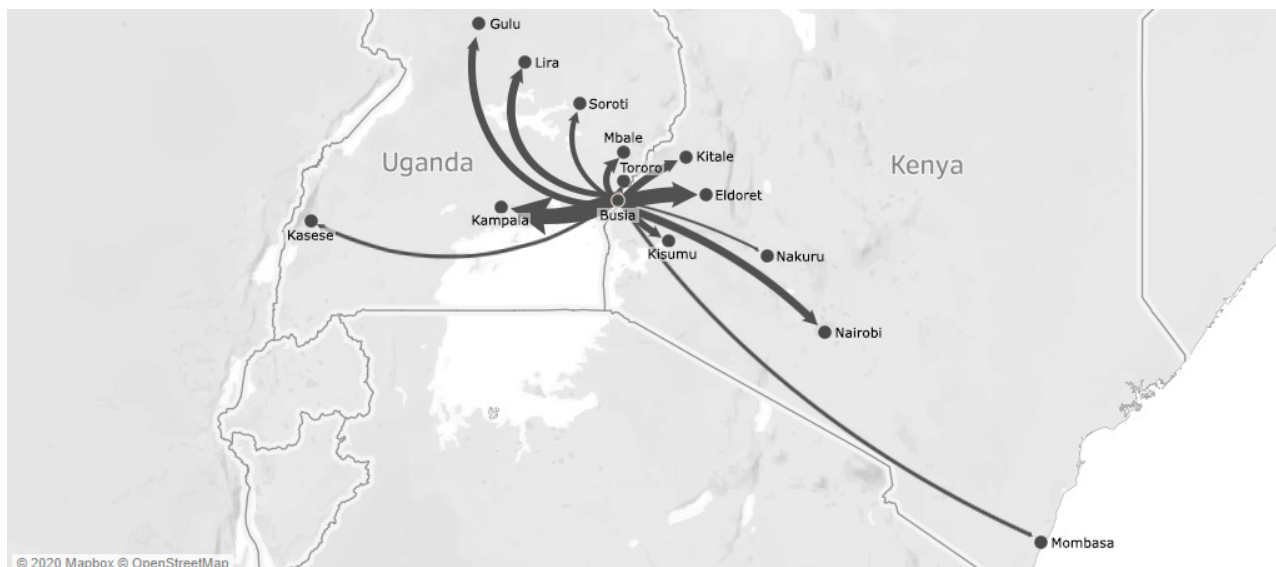 Gulu
Lira
Soroti
Mbale
Kitale
Uganda
Kenya
Tororo
Eldoret
Kampala
Busia
Kasese
Kisumu
Nakuru
Nairobi
Mombasa
© 2020 Mapbox © OpenStreetMap